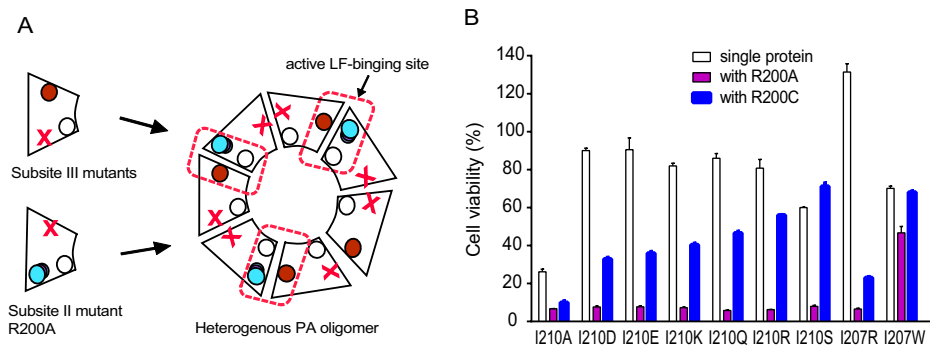 A
active LF-binging site
X
X
X
X
Subsite III mutants
X
X
X
X
X
X
Subsite II mutant
R200A
Heterogenous PA oligomer
B
single protein
with R200A
with R200C
Cell viability (%)
140
120
100
80
60
40
20
0
I210A I210D I210E I210K I210Q I210R I210S I207R I207W